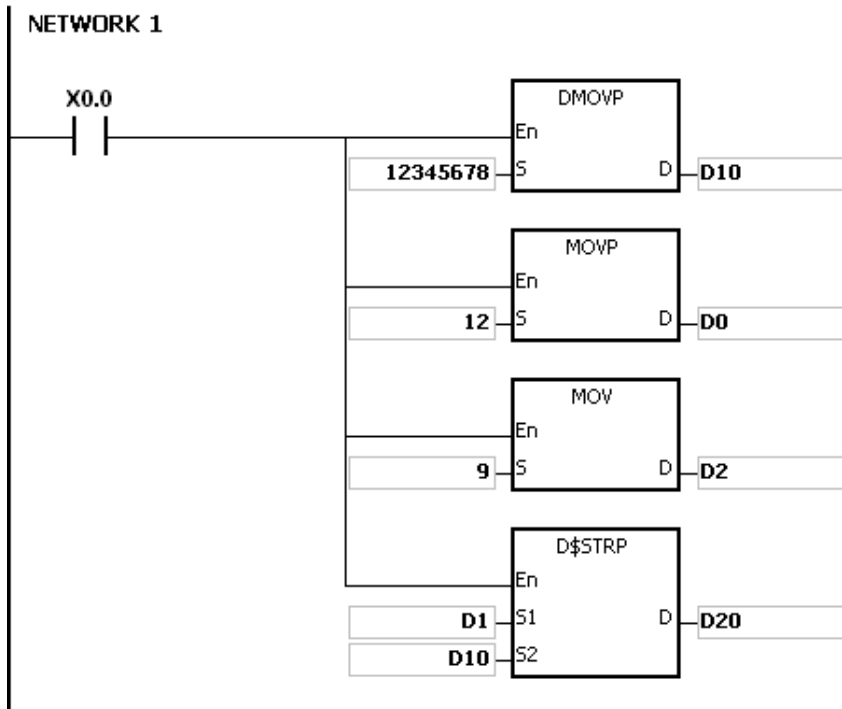 NETWORK 1
X0.0
DMOVP
En
12345678 S D D10
MOVP
En
12 S D D0
MOV
En
9 S D D2
D$STRP
En
D1 S1 D D20
D10 S2